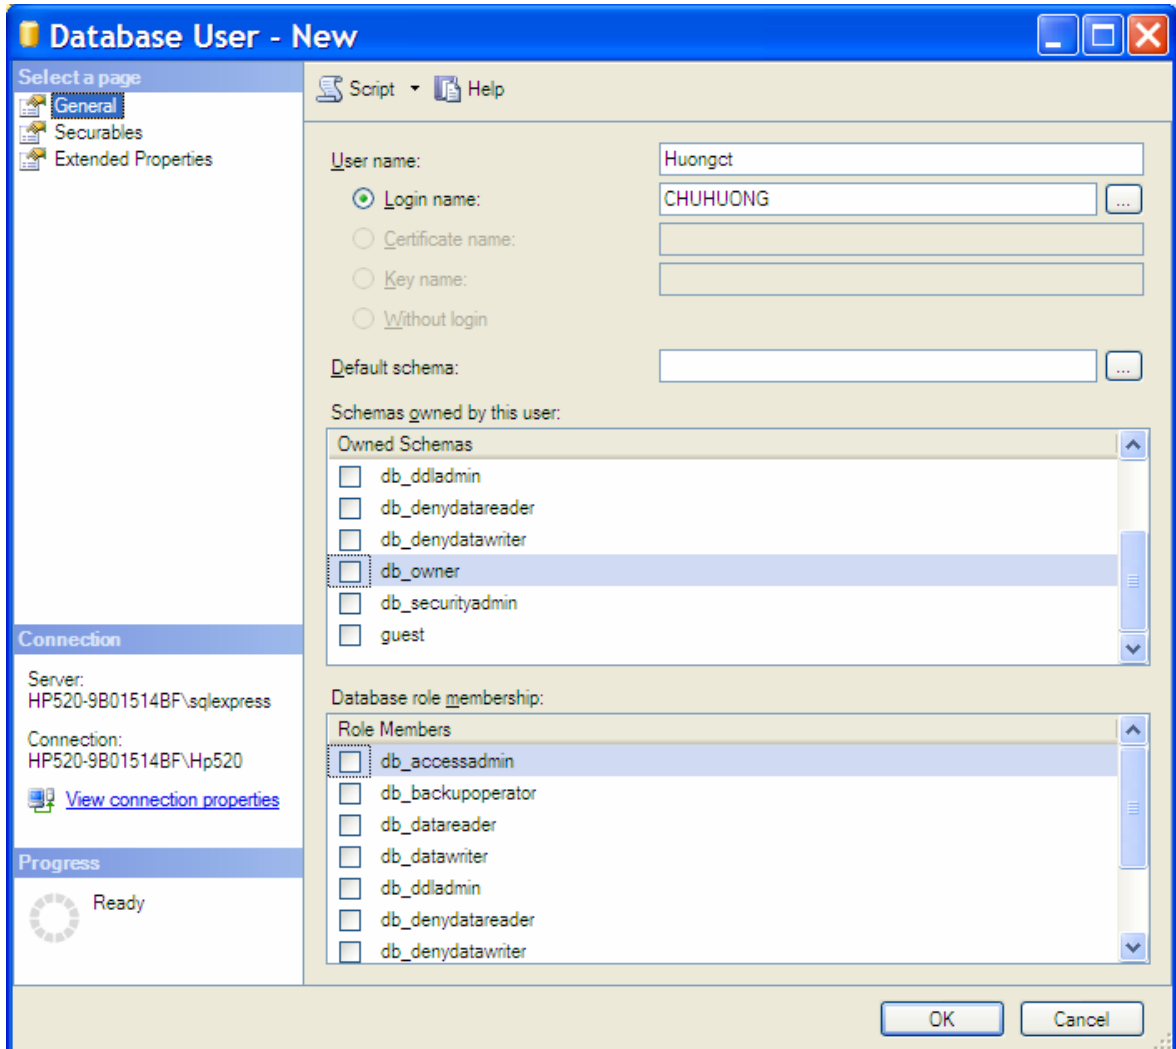 Database User - New
Select a page
General
Securables
Extended Properties
Script
Help
User name:
Huongct
Login name:
CHUHUONG
...
Certificate name:
Key name:
Without login
Default schema:
...
Schemas owned by this user:
Owned Schemas
db_ddladmin
db_denydatareader
db_denydatawriter
db_owner
db_securityadmin
guest
Database role membership:
Role Members
db_accessadmin
db_backupoperator
db_datareader
db_datawriter
db_ddladmin
db_denydatareader
db_denydatawriter
Connection
Server:
HP520-9B01514BF\sqlexpress
Connection:
HP520-9B01514BF\Hp520
View connection properties
Progress
Ready
OK
Cancel